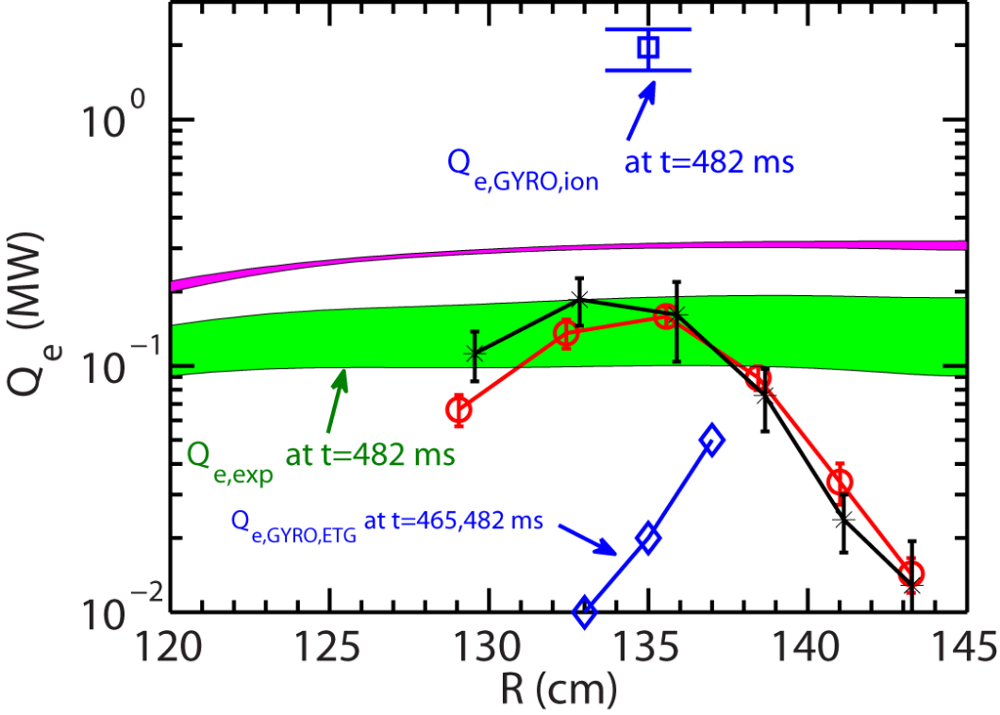 10^0
Q_e,GYRO,ion at t=482 ms
Q_e (MW)
10^-1
Q_e,exp at t=482 ms
Q_e,GYRO,ETG at t=465,482 ms
10^-2
120 125 130 135 140 145
R (cm)